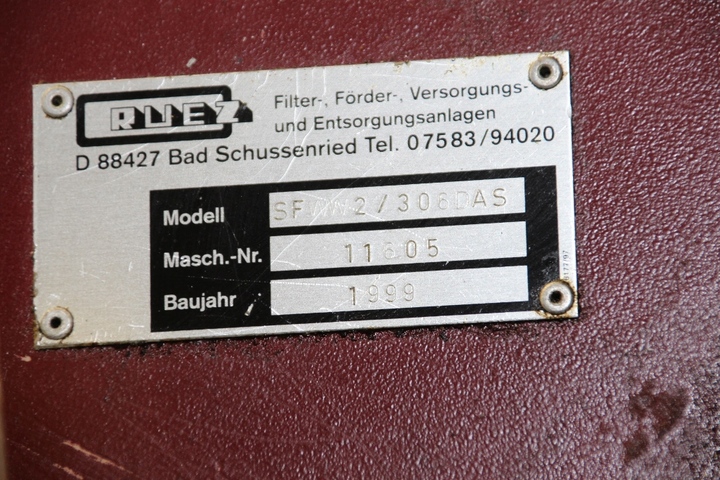 RUEZ
Filter-, Förder-, Versorgungs-
und Entsorgungsanlagen
D 88427 Bad Schussenried Tel. 07583/94020
Modell
Masch.-Nr. 11605
Baujahr 1999